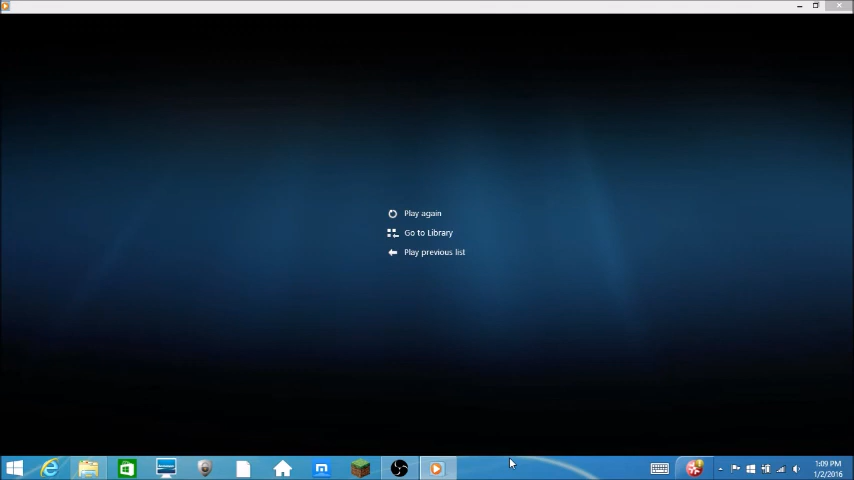 Play again
Go to Library
Play previous list
1:09 PM
1/2/2016